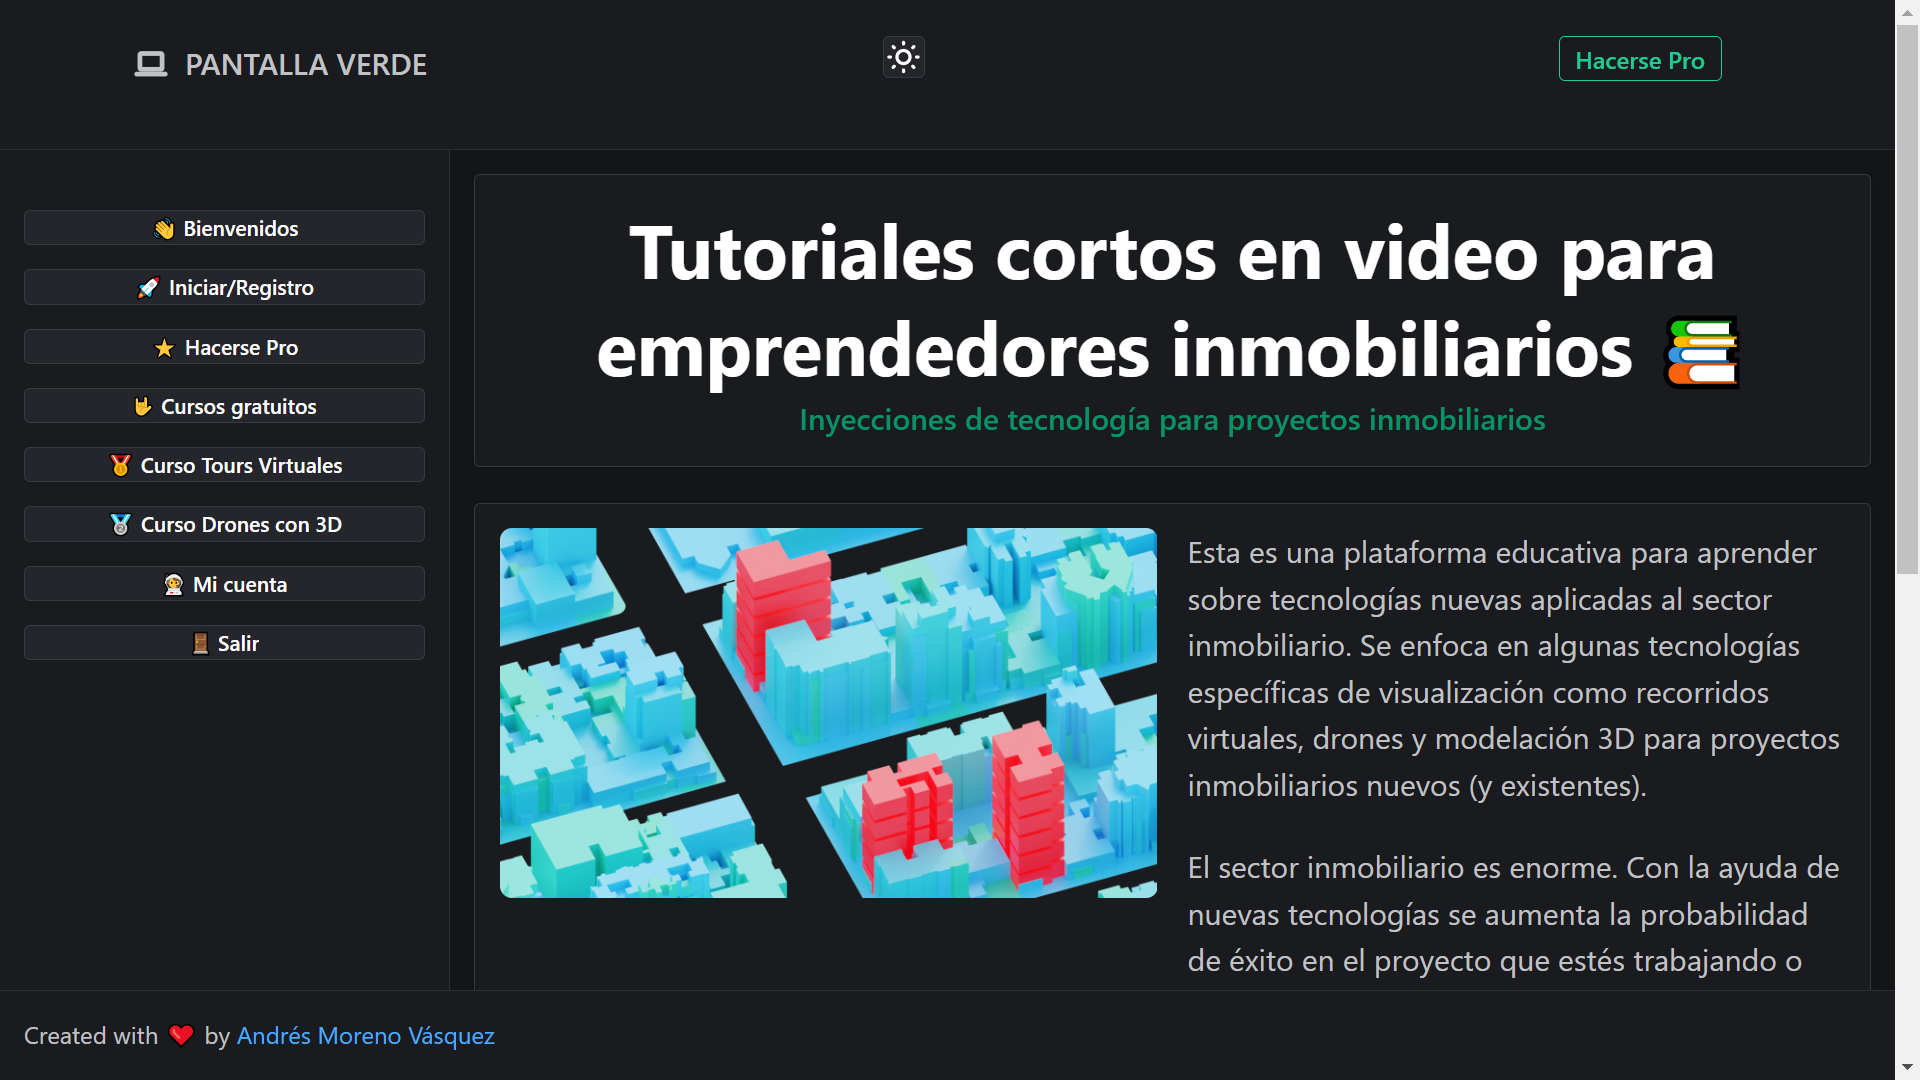 PANTALLA VERDE
Hacerse Pro
👋 Bienvenidos
🚀 Iniciar/Registro
⭐ Hacerse Pro
🤟 Cursos gratuitos
🥇 Curso Tours Virtuales
🥈 Curso Drones con 3D
🧑‍🚀 Mi cuenta
🚪 Salir
Tutoriales cortos en video para
emprendedores inmobiliarios 📚
Inyecciones de tecnología para proyectos inmobiliarios
Esta es una plataforma educativa para aprender
sobre tecnologías nuevas aplicadas al sector
inmobiliario. Se enfoca en algunas tecnologías
específicas de visualización como recorridos
virtuales, drones y modelación 3D para proyectos
inmobiliarios nuevos (y existentes).
El sector inmobiliario es enorme. Con la ayuda de
nuevas tecnologías se aumenta la probabilidad
de éxito en el proyecto que estés trabajando o
Created with ❤️ by Andrés Moreno Vásquez